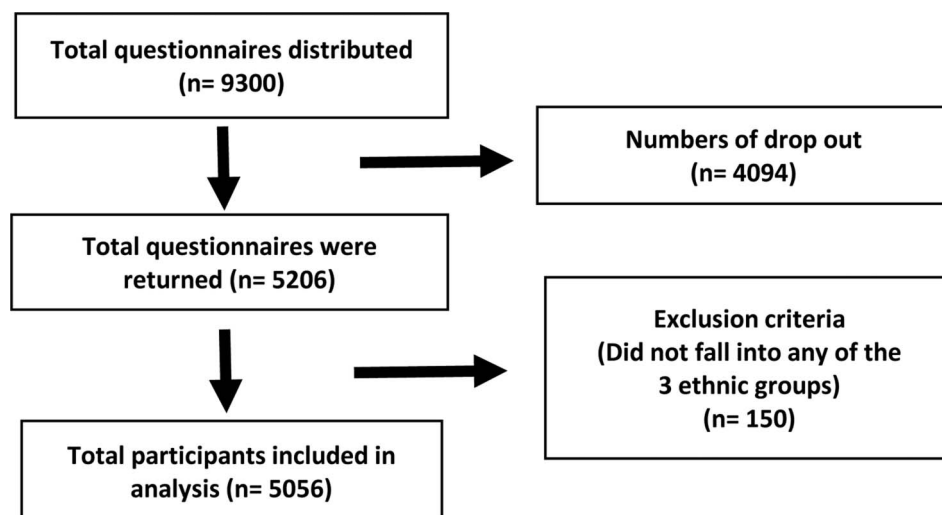 Total questionnaires distributed
(n= 9300)
Numbers of drop out
(n= 4094)
Total questionnaires were
returned (n= 5206)
Exclusion criteria
(Did not fall into any of the
3 ethnic groups)
(n= 150)
Total participants included in
analysis (n= 5056)